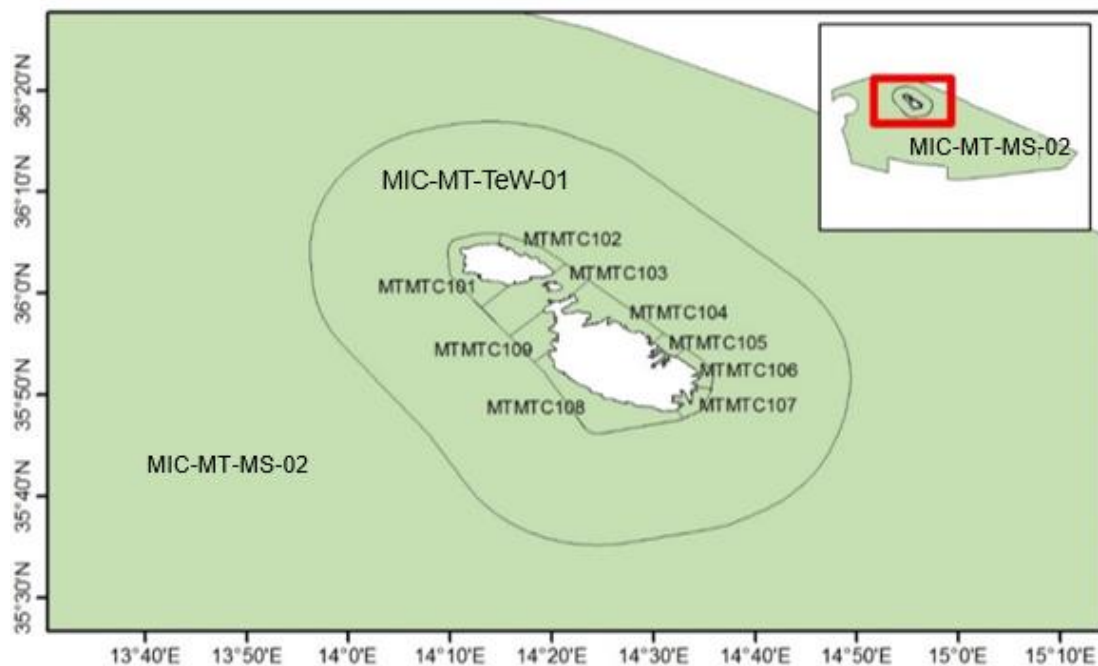 MIC-MT-MS-02
MIC-MT-TeW-01
MTMTC102
MTMTC103
MTMTC101
MTMTC104
MTMTC105
MTMTC109
MTMTC106
MTMTC108
MTMTC107
MIC-MT-MS-02
36°20'N
36°10'N
36°0'N
35°50'N
35°40'N
35°30'N
13°40'E 13°50'E 14°0'E 14°10'E 14°20'E 14°30'E 14°40'E 14°50'E 15°0'E 15°10'E